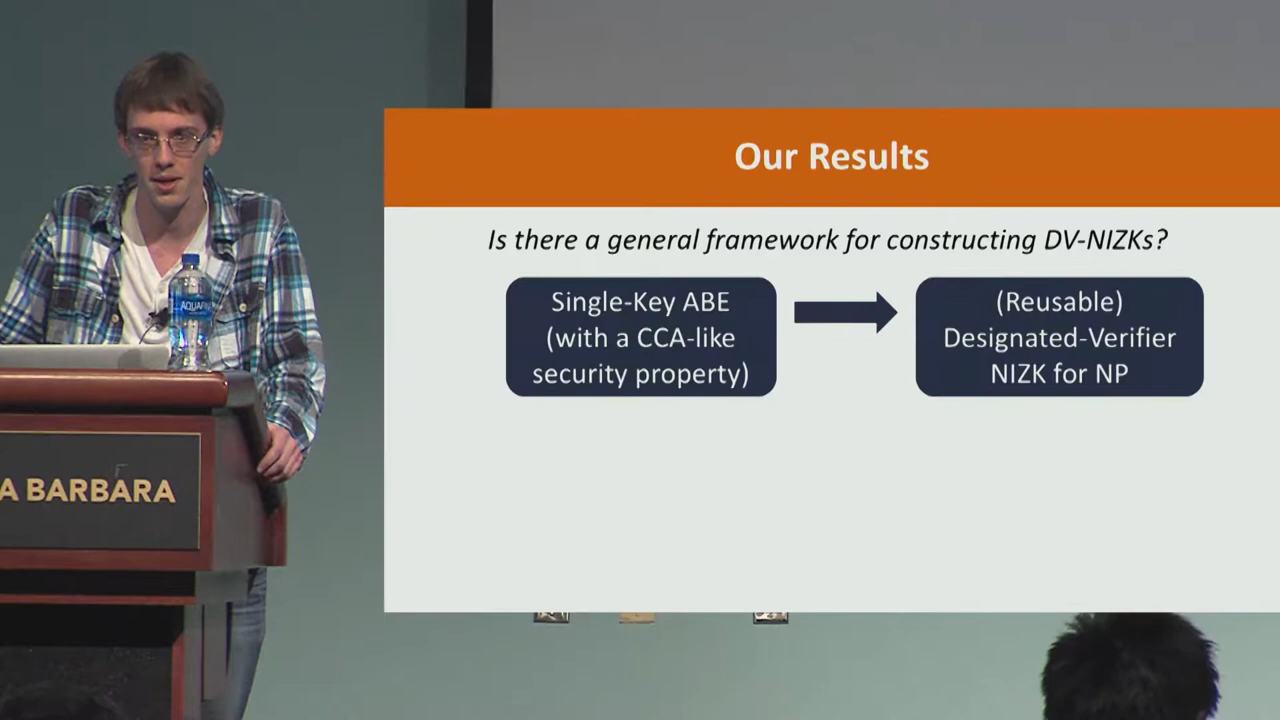 Our Results
Is there a general framework for constructing DV-NIZKs?
Single-Key ABE
(with a CCA-like
security property)
(Reusable)
Designated-Verifier
NIZK for NP
A BARBARA